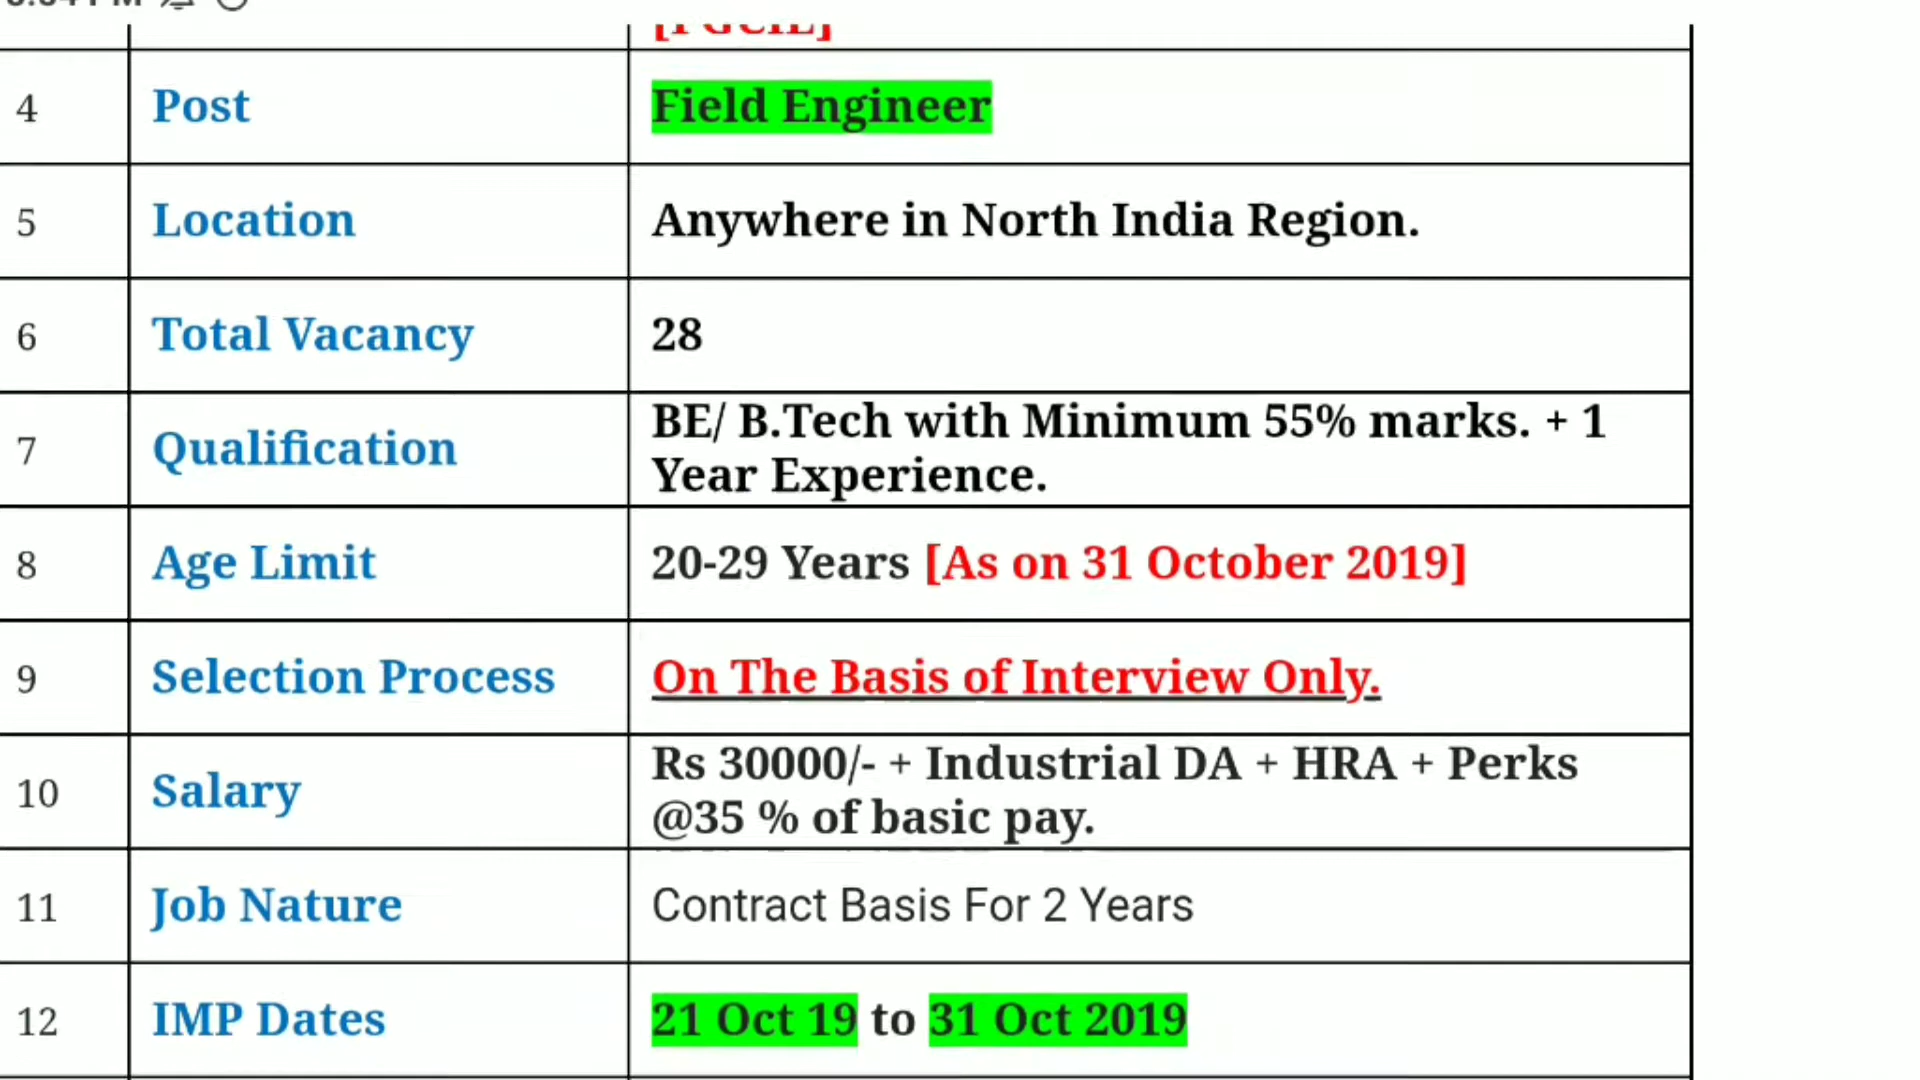 [PGCIL]
4 Post Field Engineer
5 Location Anywhere in North India Region.
6 Total Vacancy 28
7 Qualification BE/ B.Tech with Minimum 55% marks. + 1
Year Experience.
8 Age Limit 20-29 Years [As on 31 October 2019]
9 Selection Process On The Basis of Interview Only.
10 Salary Rs 30000/- + Industrial DA + HRA + Perks
@35 % of basic pay.
11 Job Nature Contract Basis For 2 Years
12 IMP Dates 21 Oct 19 to 31 Oct 2019